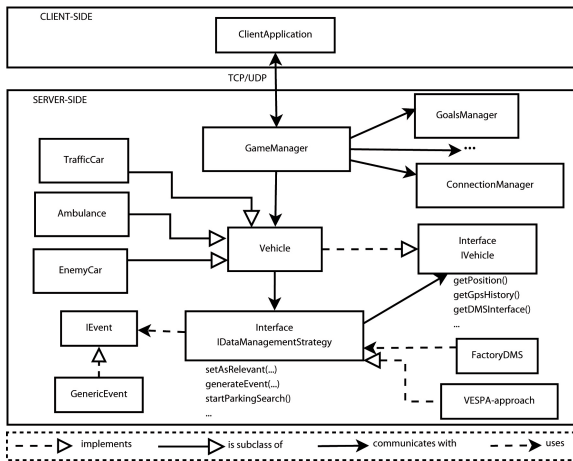 CLIENT-SIDE
ClientApplication
TCP/UDP
SERVER-SIDE
GoalsManager
TrafficCar
GameManager
...
ConnectionManager
Ambulance
Vehicle
Interface
IVehicle
EnemyCar
getPosition()
getGpsHistory()
getDMSInterface()
...
IEvent
Interface
IDataManagementStrategy
FactoryDMS
setAsRelevant(...)
generateEvent(...)
startParkingSearch()
...
GenericEvent
VESPA-approach
implements
is subclass of
communicates with
uses